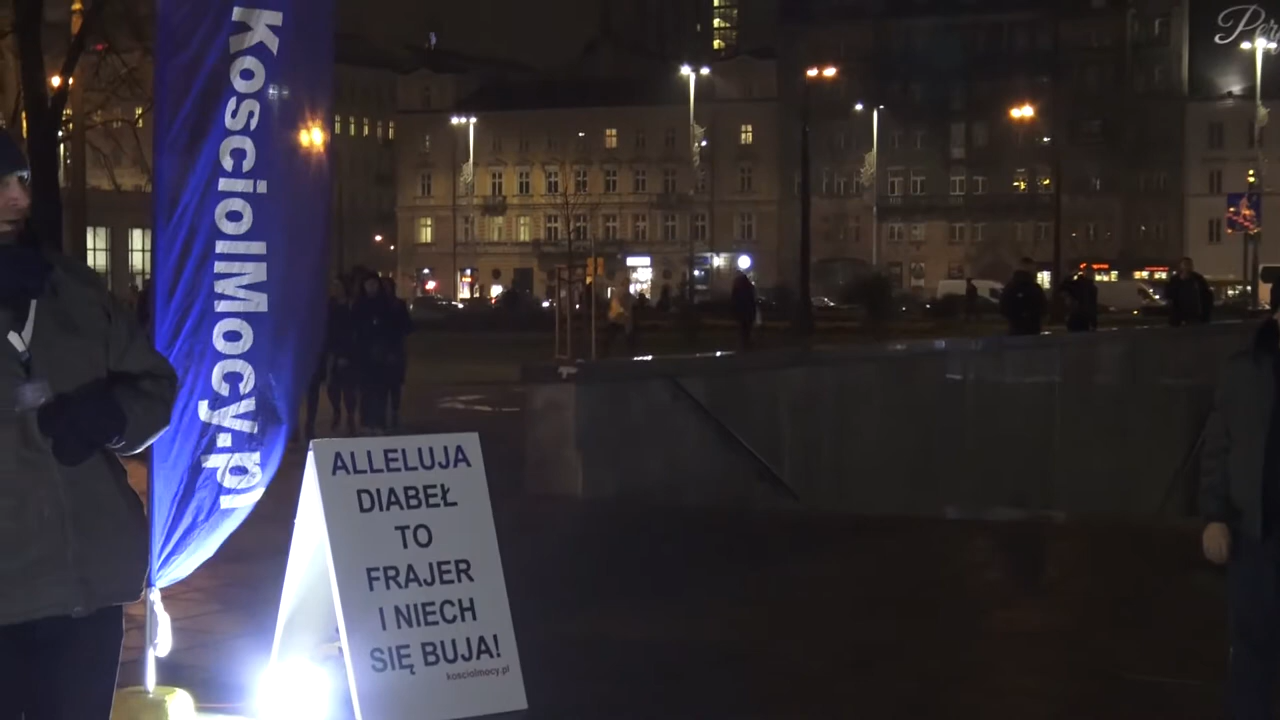 KosciolMocy.pl
ALLELUJA
DIABEŁ
TO
FRAJER
I NIECH
SIĘ BUJA!
kosciolmocy.pl